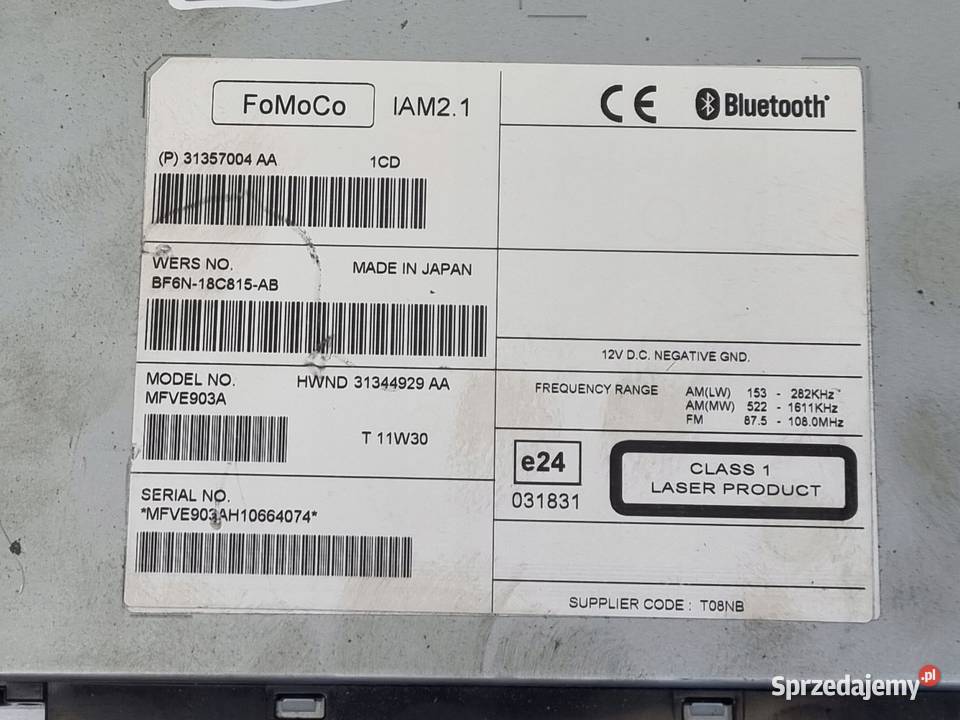 FoMoCo IAM2.1
(P) 31357004 AA 1CD
WERS NO. MADE IN JAPAN
BF6N-18C815-AB
MODEL NO. HWND 31344929 AA
MFVE903A
T 11W30
SERIAL NO.
*MFVE903AH10664074*
CE Bluetooth
12V D.C. NEGATIVE GND.
FREQUENCY RANGE AM(LW) 153 - 282KHz
AM(MW) 522 - 1611KHz
FM 87.5 - 108.0MHz
e24
031831
CLASS 1
LASER PRODUCT
SUPPLIER CODE : T08NB
Sprzedajemy.pl